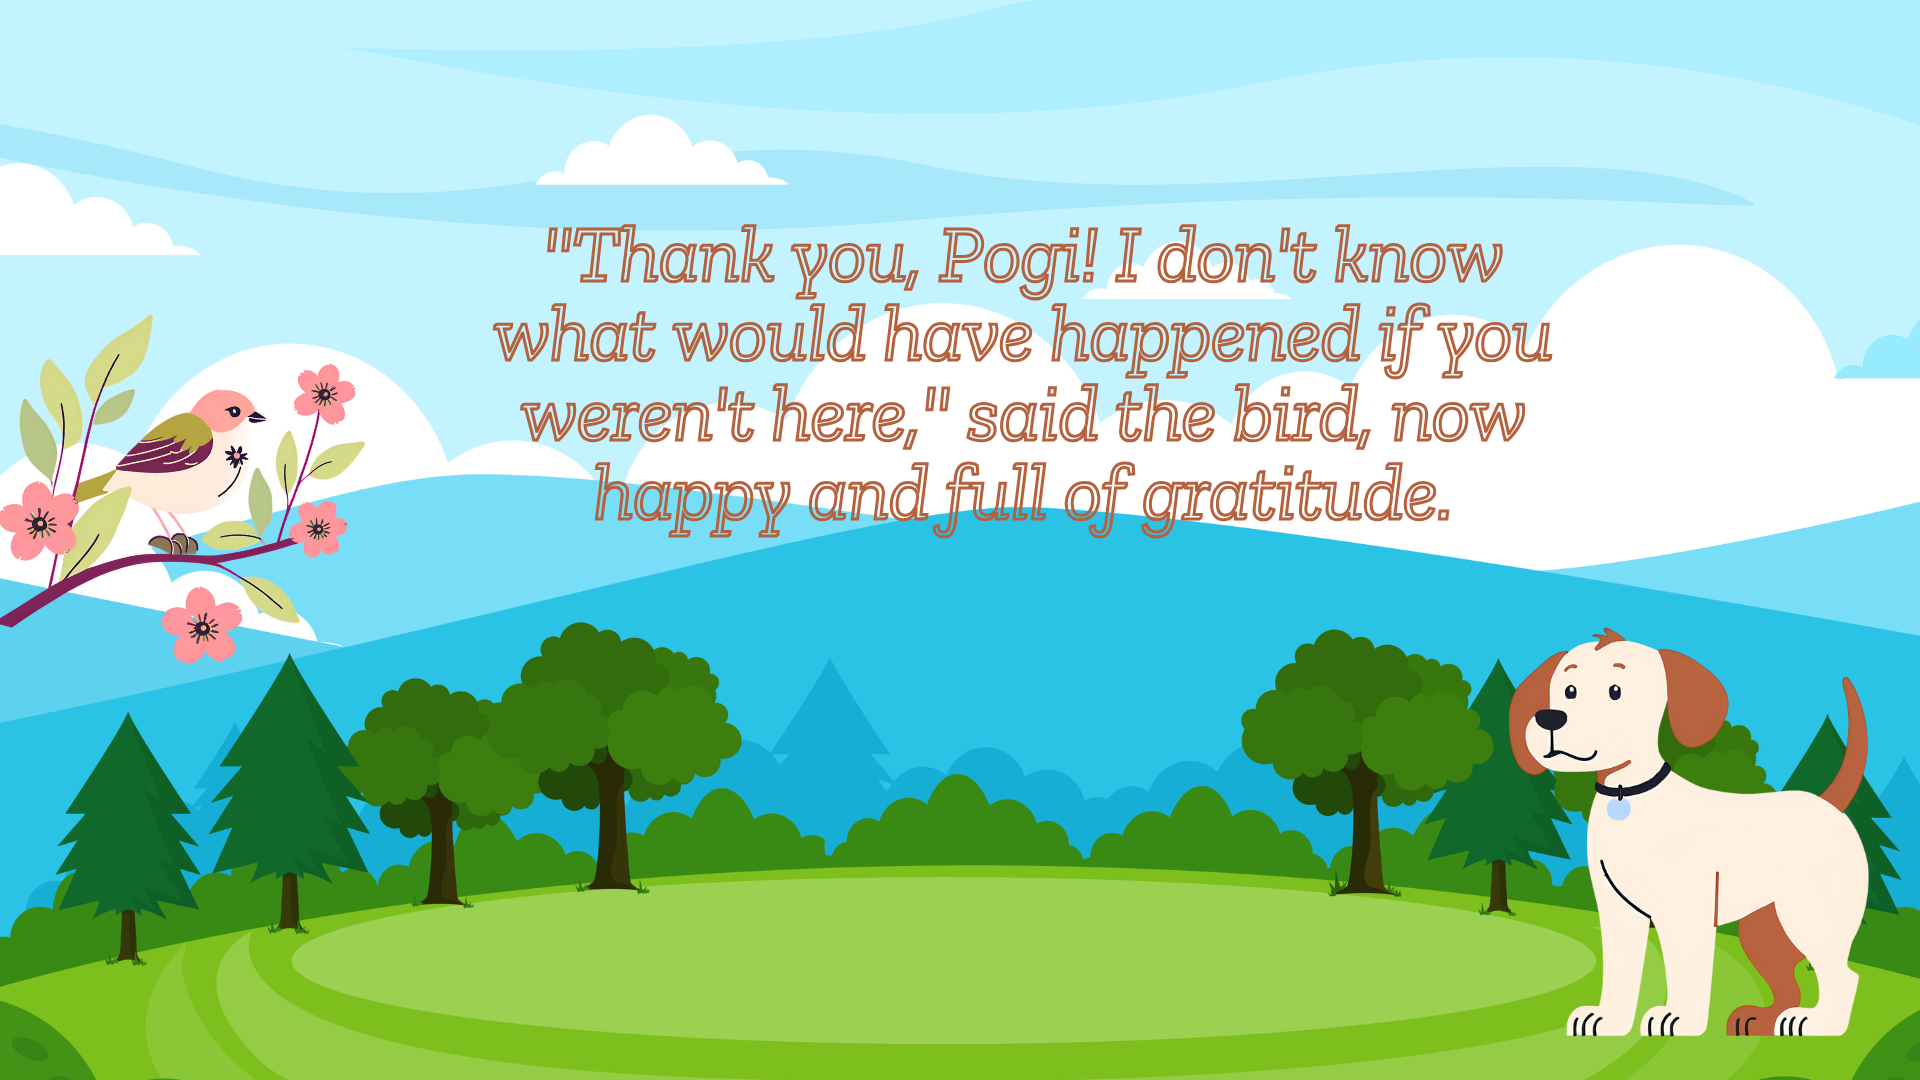 "Thank you, Pogi! I don't know
what would have happened if you
weren't here," said the bird, now
happy and full of gratitude.